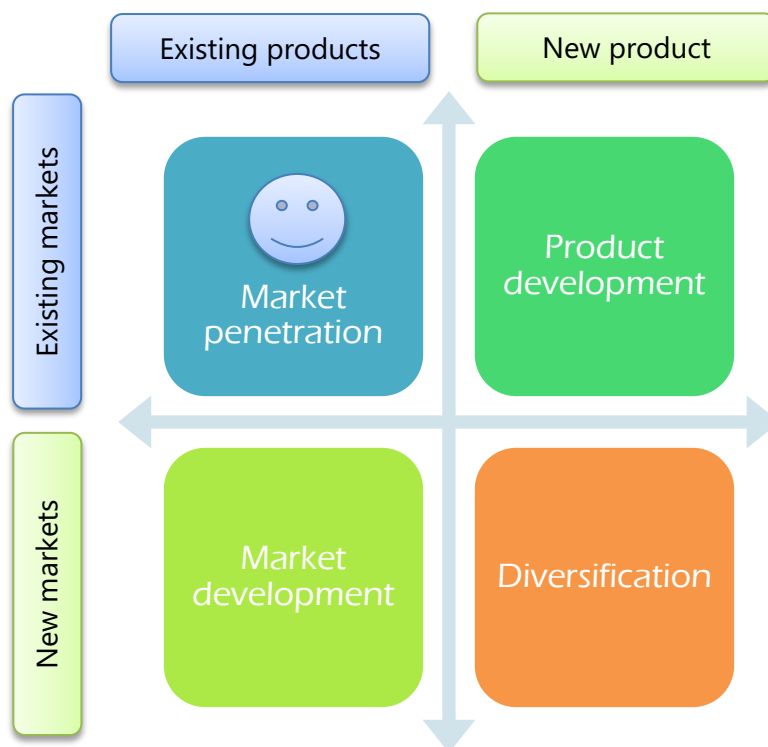 Existing products
New product
Existing markets
Market
penetration
Product
development
New markets
Market
development
Diversification